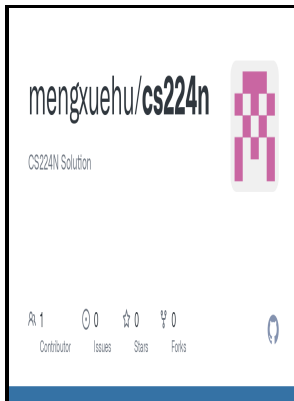 mengxuehu/cs224n
CS224N Solution
1 0 0 0
Contributor Issues Stars Forks